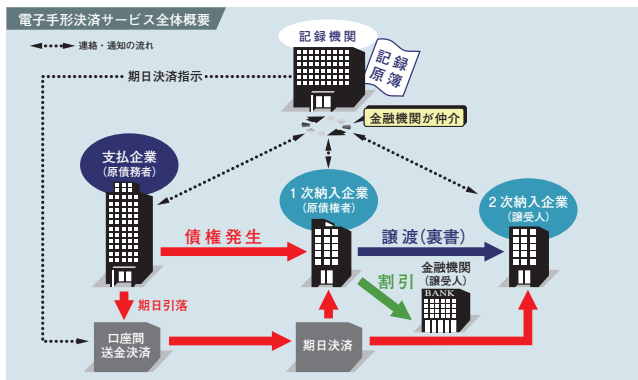 電子手形決済サービス全体概要
連絡・通知の流れ
記録機関
記録
原簿
期日決済指示
金融機関が仲介
支払企業
(原債務者)
1次納入企業
(原債権者)
2次納入企業
(譲受人)
債権発生
譲渡(裏書)
割引
金融機関
(譲受人)
BANK
期日引落
口座間
送金決済
期日決済